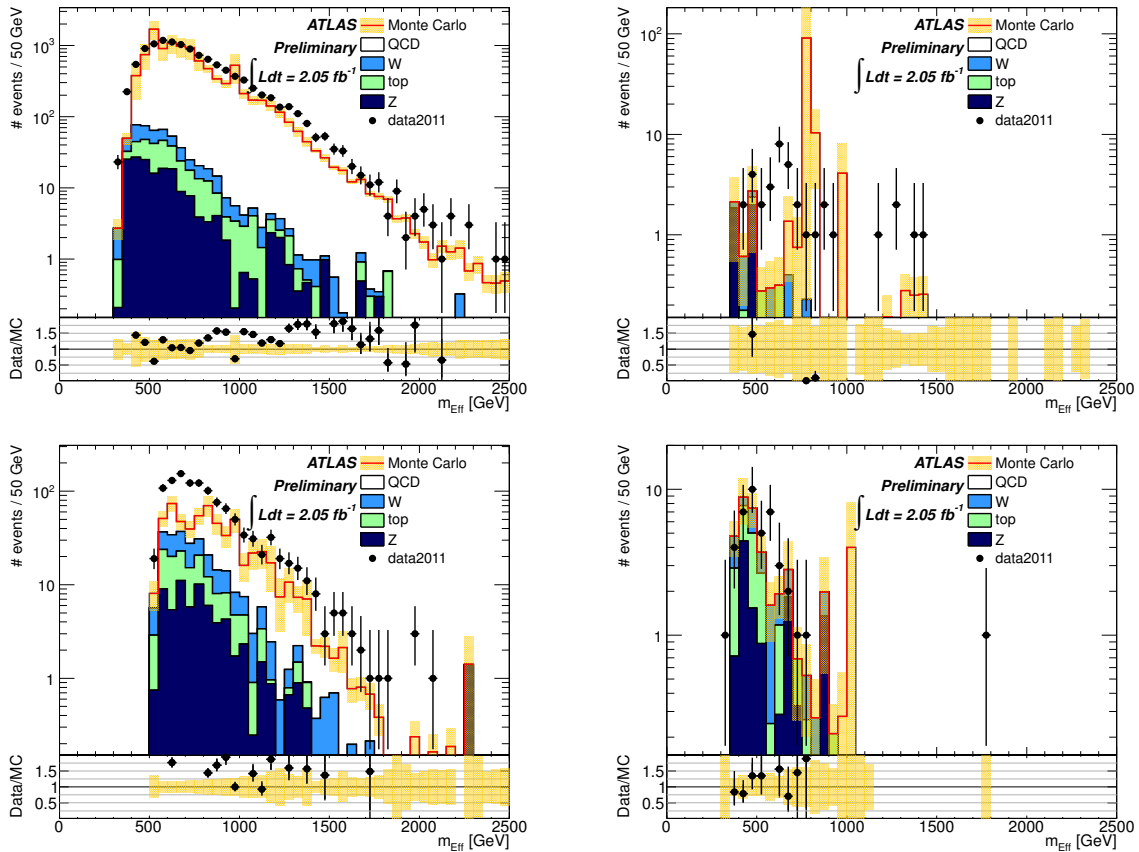 # events / 50 GeV
10³
10²
10
1
ATLAS
Preliminary
∫ Ldt = 2.05 fb⁻¹
Monte Carlo
QCD
W
top
Z
data2011
Data/MC
1.5
1
0.5
0 500 1000 1500 2000 2500
m_Eff [GeV]
# events / 50 GeV
10²
10
1
ATLAS
Preliminary
∫ Ldt = 2.05 fb⁻¹
Monte Carlo
QCD
W
top
Z
data2011
Data/MC
1.5
1
0.5
0 500 1000 1500 2000 2500
m_Eff [GeV]
# events / 50 GeV
10²
10
1
ATLAS
Preliminary
∫ Ldt = 2.05 fb⁻¹
Monte Carlo
QCD
W
top
Z
data2011
Data/MC
1.5
1
0.5
0 500 1000 1500 2000 2500
m_Eff [GeV]
# events / 50 GeV
10
1
ATLAS
Preliminary
∫ Ldt = 2.05 fb⁻¹
Monte Carlo
QCD
W
top
Z
data2011
Data/MC
1.5
1
0.5
0 500 1000 1500 2000 2500
m_Eff [GeV]